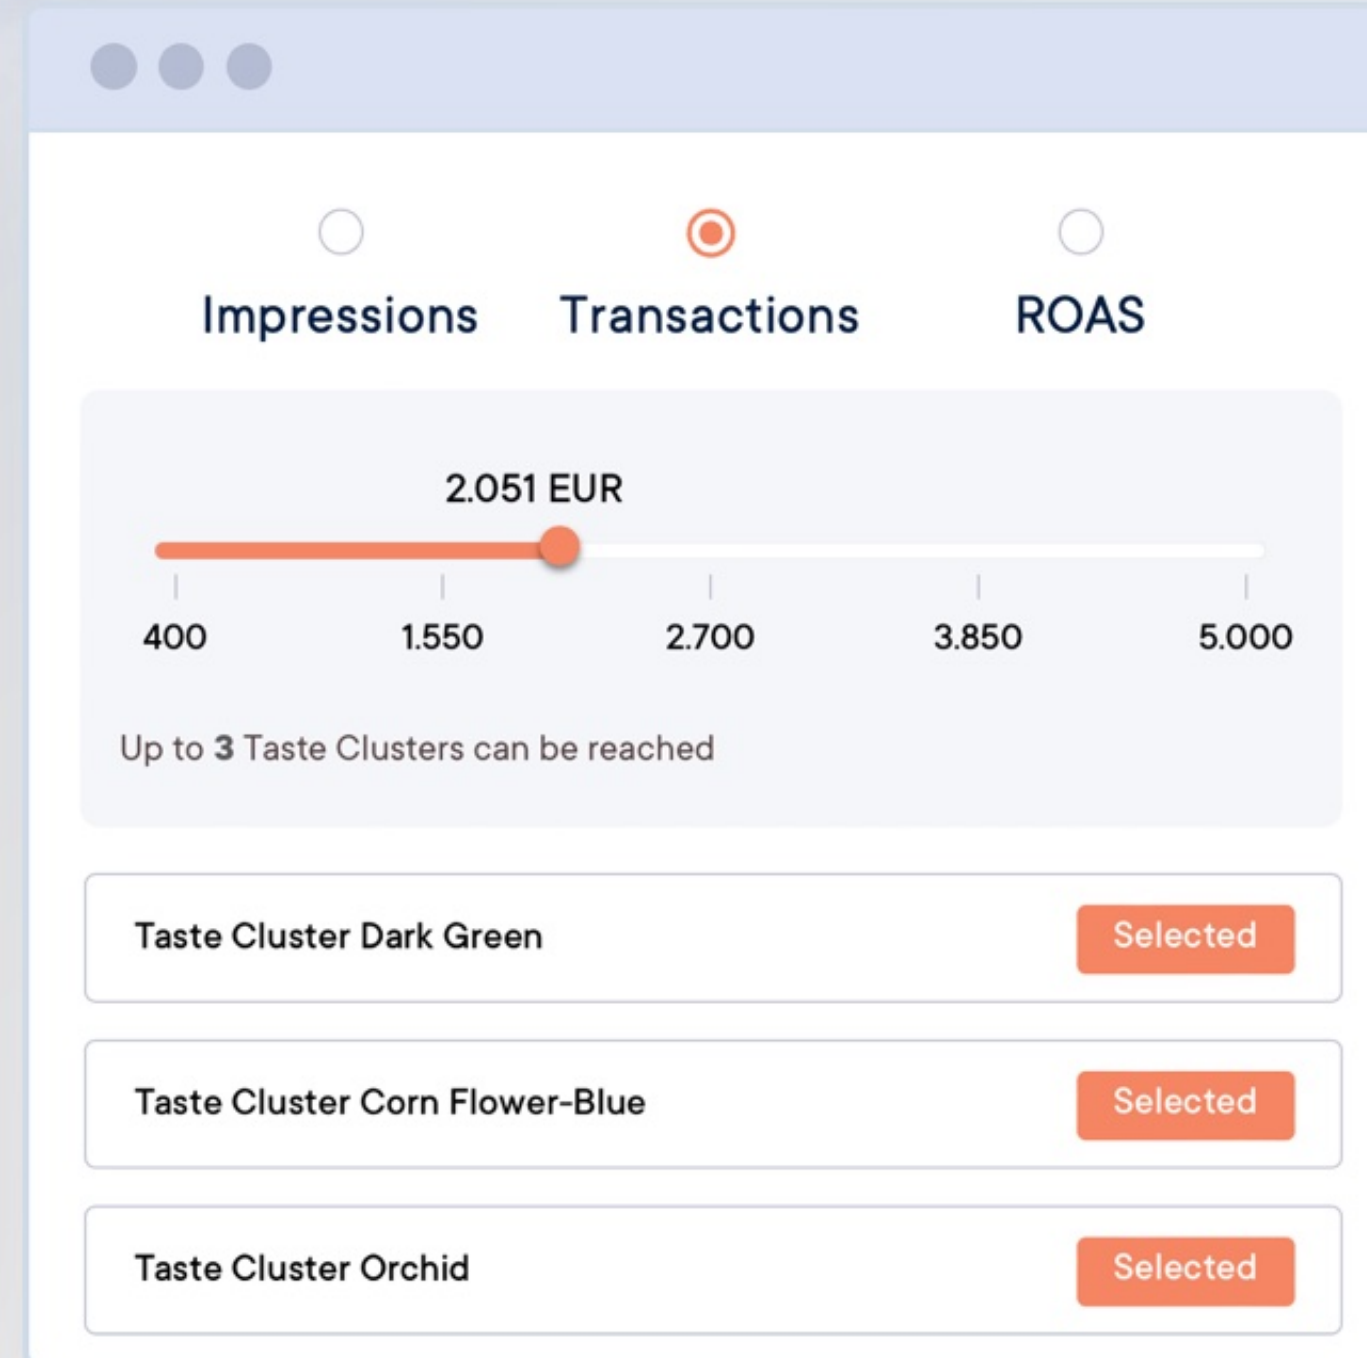 Impressions Transactions ROAS
2.051 EUR
400 1.550 2.700 3.850 5.000
Up to 3 Taste Clusters can be reached
Taste Cluster Dark Green Selected
Taste Cluster Corn Flower-Blue Selected
Taste Cluster Orchid Selected